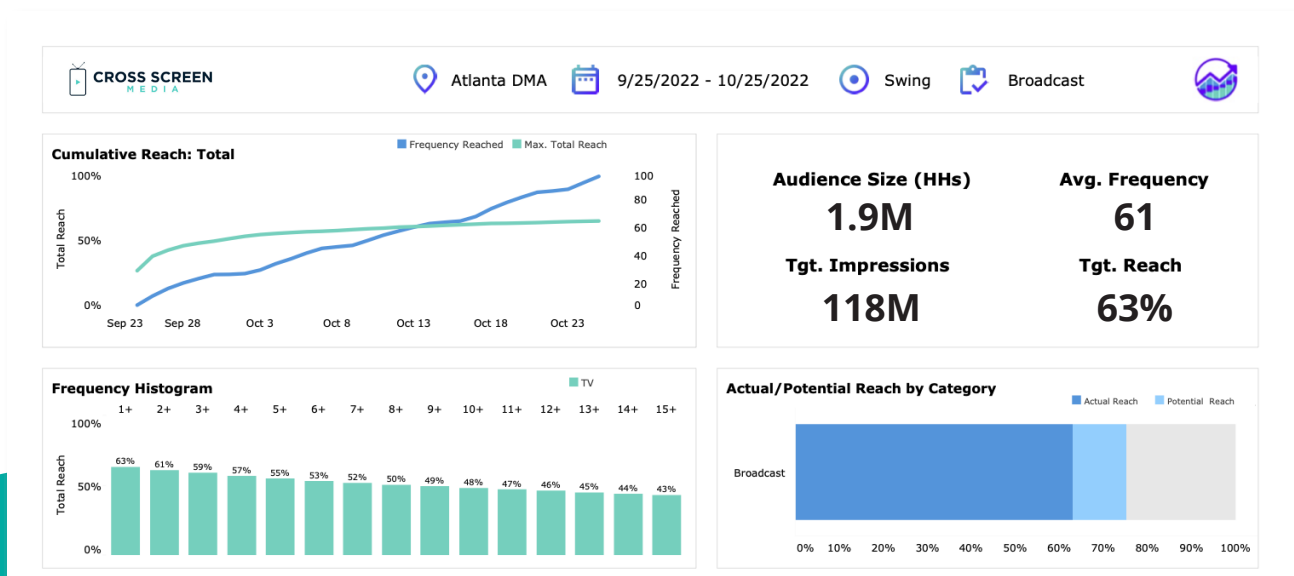 CROSS SCREEN
MEDIA
Atlanta DMA
9/25/2022 - 10/25/2022
Swing
Broadcast
Cumulative Reach: Total
Frequency Reached
Max. Total Reach
100%
50%
0%
Total Reach
100
80
60
40
20
0
Frequency Reached
Sep 23 Sep 28 Oct 3 Oct 8 Oct 13 Oct 18 Oct 23
Audience Size (HHs)
1.9M
Avg. Frequency
61
Tgt. Impressions
118M
Tgt. Reach
63%
Frequency Histogram
TV
1+ 2+ 3+ 4+ 5+ 6+ 7+ 8+ 9+ 10+ 11+ 12+ 13+ 14+ 15+
100%
50%
0%
Total Reach
63% 61% 59% 57% 55% 53% 52% 50% 49% 48% 47% 46% 45% 44% 43%
Actual/Potential Reach by Category
Actual Reach
Potential Reach
Broadcast
0% 10% 20% 30% 40% 50% 60% 70% 80% 90% 100%